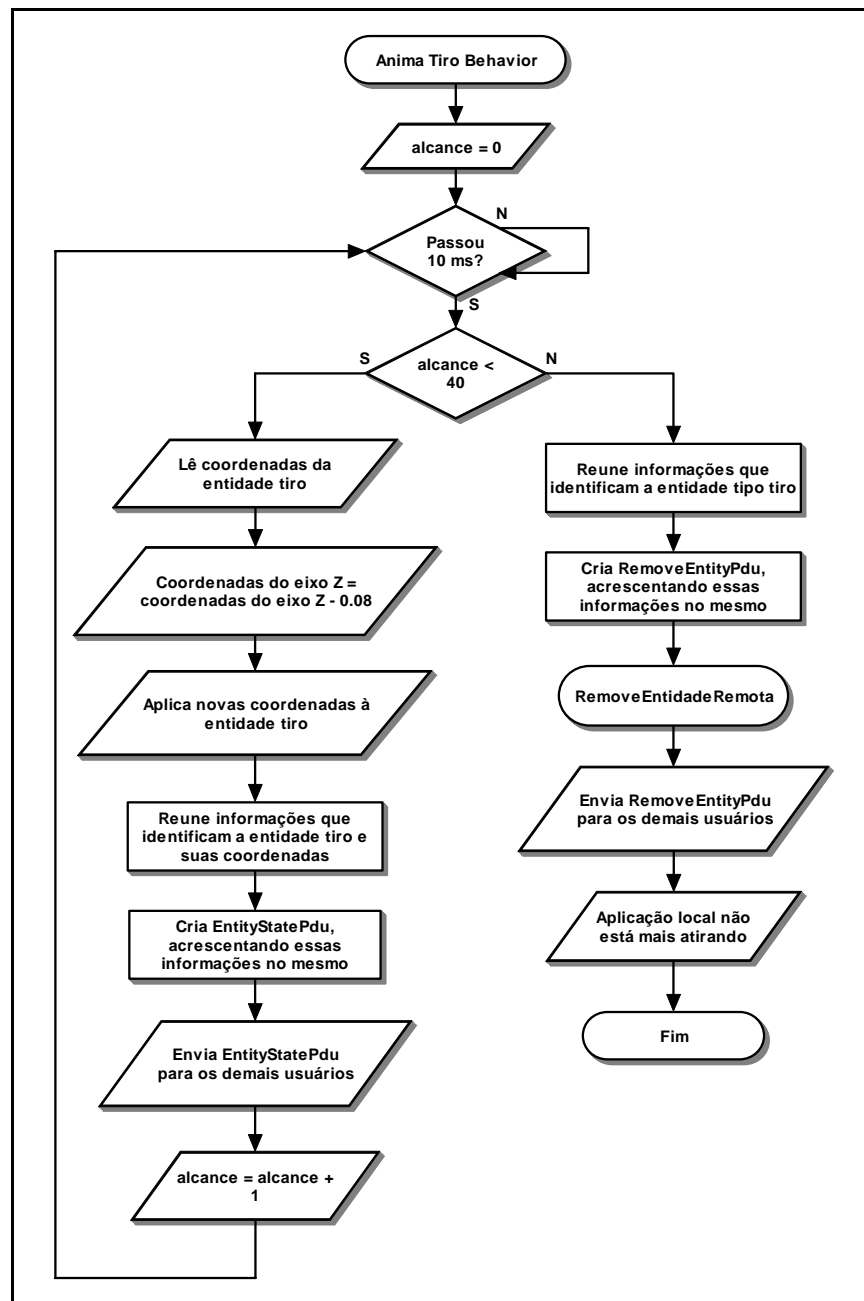 Anima Tiro Behavior
alcance = 0
N
Passou
10 ms?
S
S
alcance <
40
N
Lê coordenadas da
entidade tiro
Coordenadas do eixo Z =
coordenadas do eixo Z - 0.08
Aplica novas coordenadas à
entidade tiro
Reune informações que
identificam a entidade tiro e
suas coordenadas
Cria EntityStatePdu,
acrescentando essas
informações no mesmo
Envia EntityStatePdu
para os demais usuários
alcance = alcance +
1
Reune informações que
identificam a entidade tipo tiro
Cria RemoveEntityPdu,
acrescentando essas
informações no mesmo
RemoveEntidadeRemota
Envia RemoveEntityPdu
para os demais usuários
Aplicação local não
está mais atirando
Fim